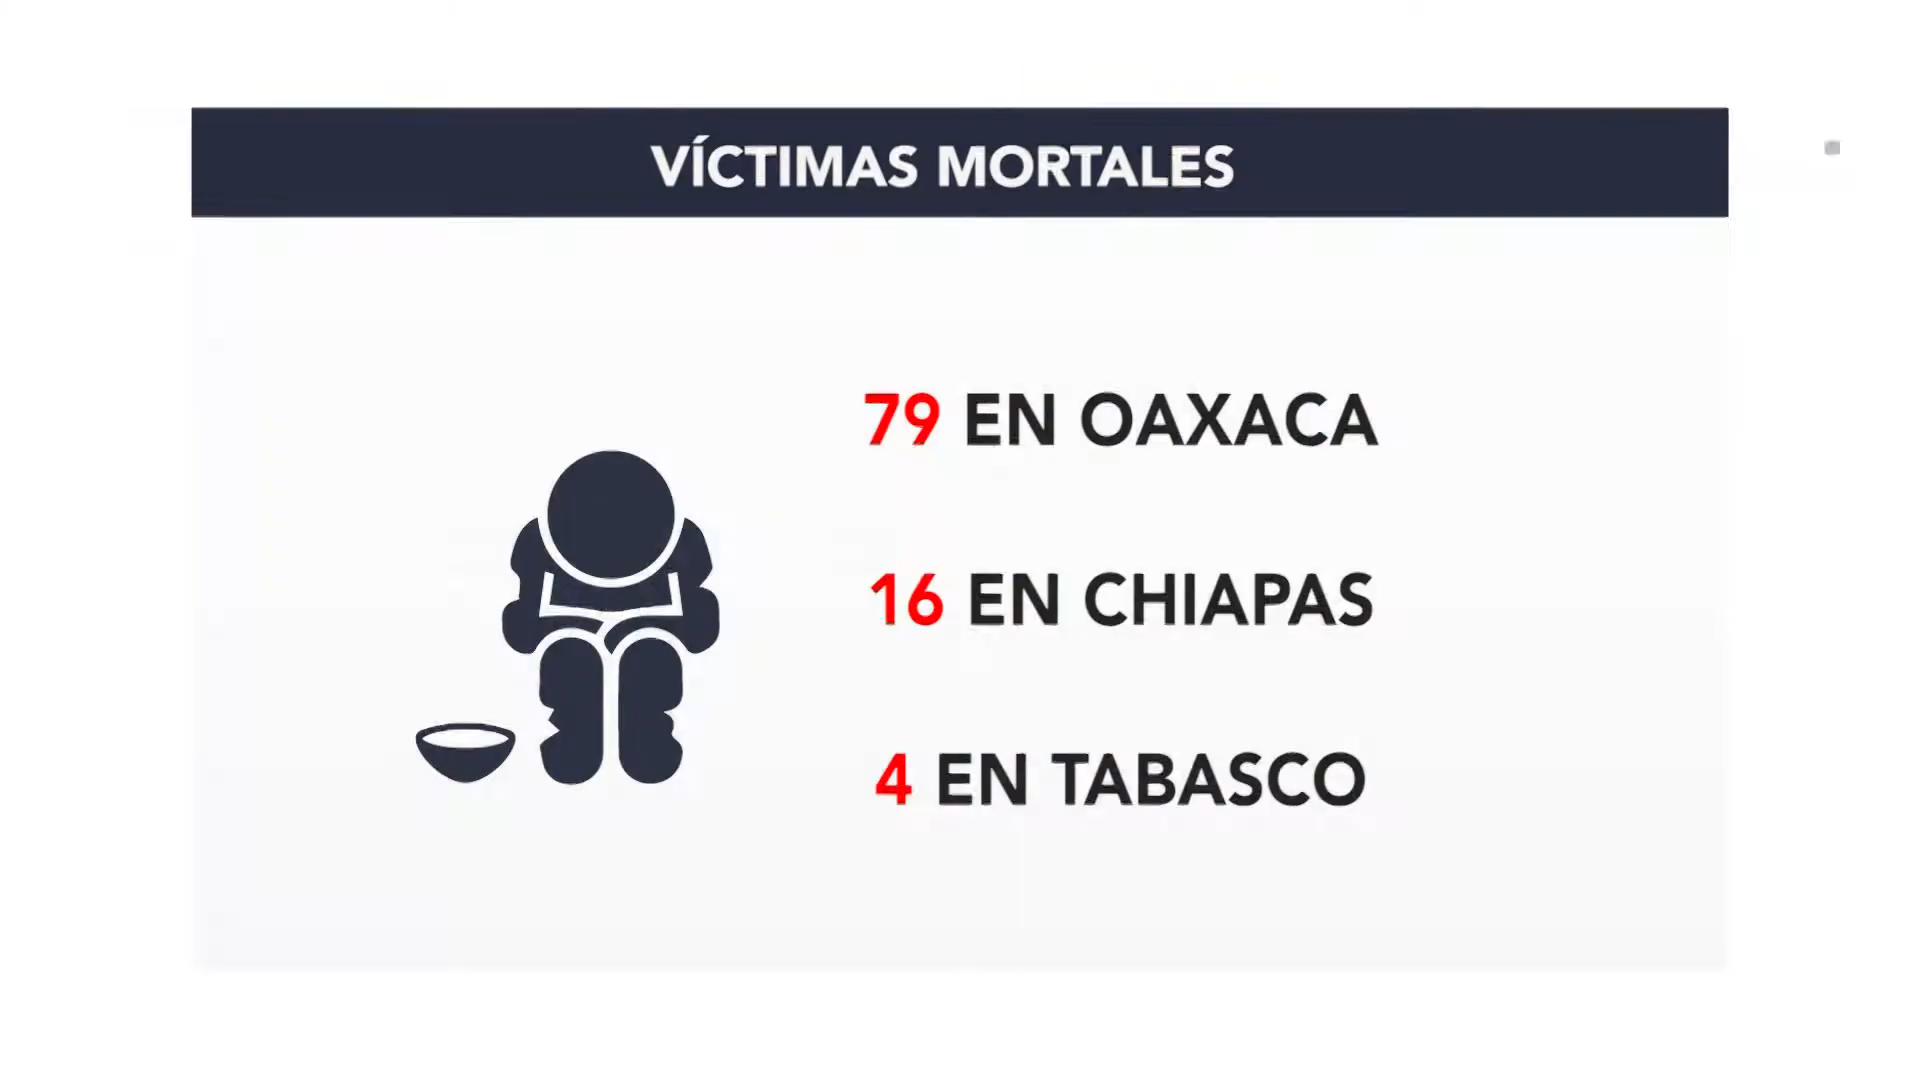 VÍCTIMAS MORTALES
79 EN OAXACA
16 EN CHIAPAS
4 EN TABASCO